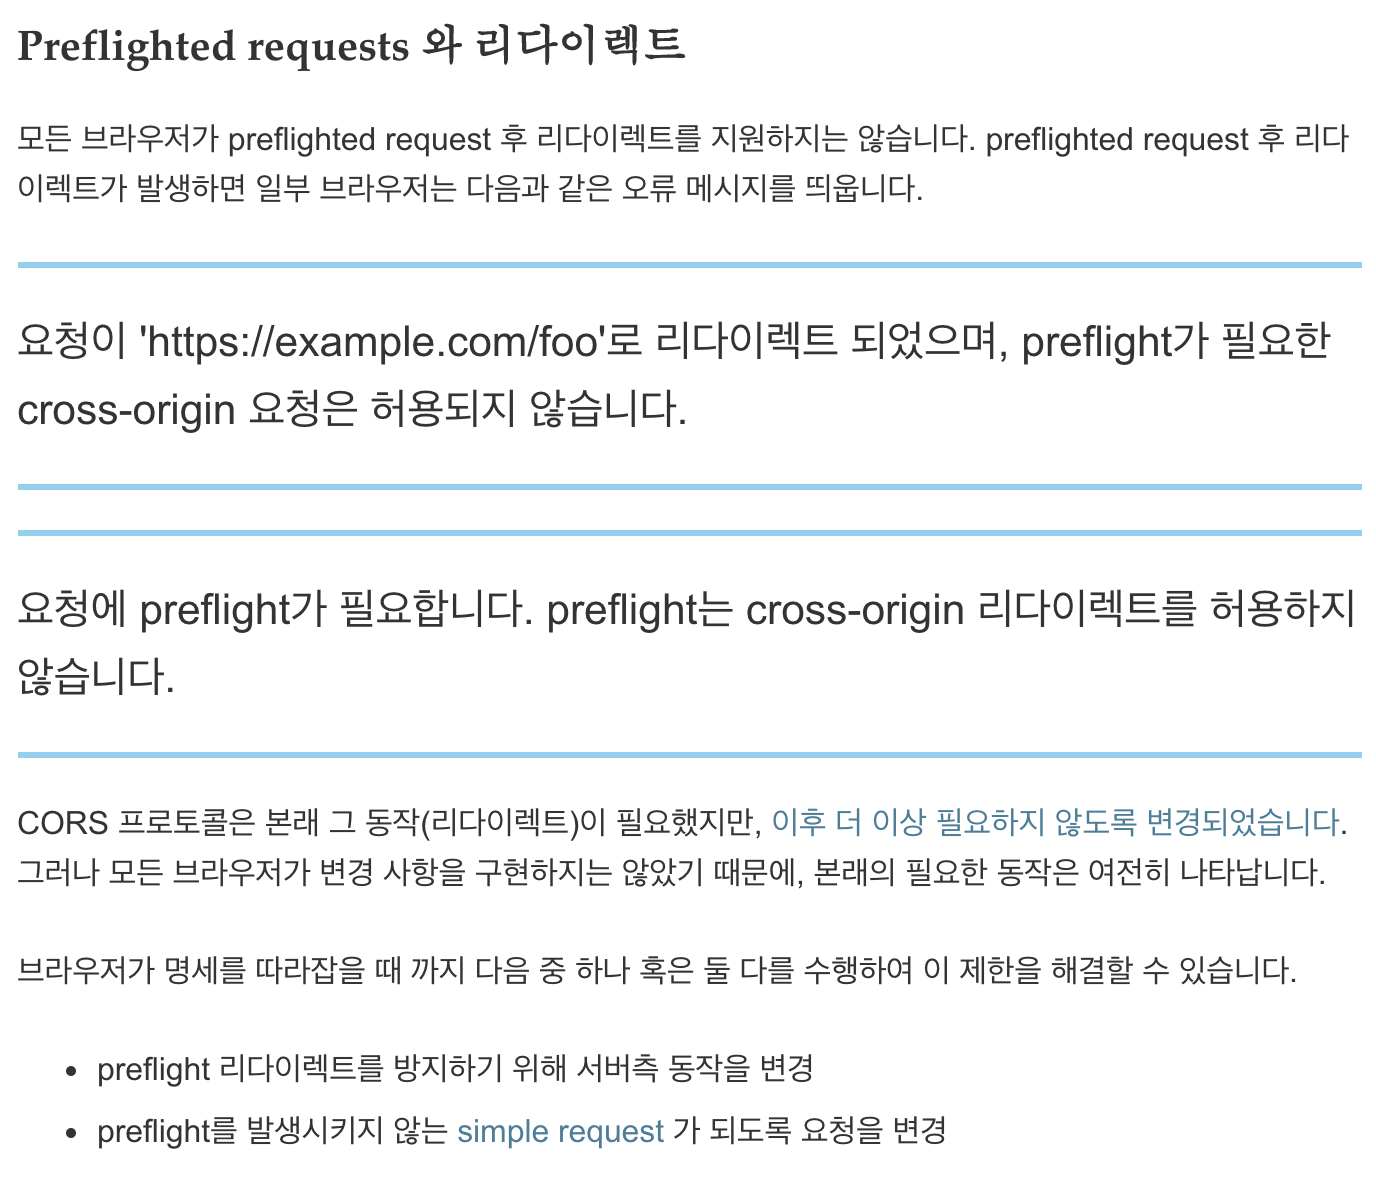 Preflighted requests 와 리다이렉트
모든 브라우저가 preflighted request 후 리다이렉트를 지원하지는 않습니다. preflighted request 후 리다
이렉트가 발생하면 일부 브라우저는 다음과 같은 오류 메시지를 띄웁니다.
요청이 'https://example.com/foo'로 리다이렉트 되었으며, preflight가 필요한
cross-origin 요청은 허용되지 않습니다.
요청에 preflight가 필요합니다. preflight는 cross-origin 리다이렉트를 허용하지
않습니다.
CORS 프로토콜은 본래 그 동작(리다이렉트)이 필요했지만, 이후 더 이상 필요하지 않도록 변경되었습니다.
그러나 모든 브라우저가 변경 사항을 구현하지는 않았기 때문에, 본래의 필요한 동작은 여전히 나타납니다.
브라우저가 명세를 따라잡을 때 까지 다음 중 하나 혹은 둘 다를 수행하여 이 제한을 해결할 수 있습니다.
• preflight 리다이렉트를 방지하기 위해 서버측 동작을 변경
• preflight를 발생시키지 않는 simple request 가 되도록 요청을 변경